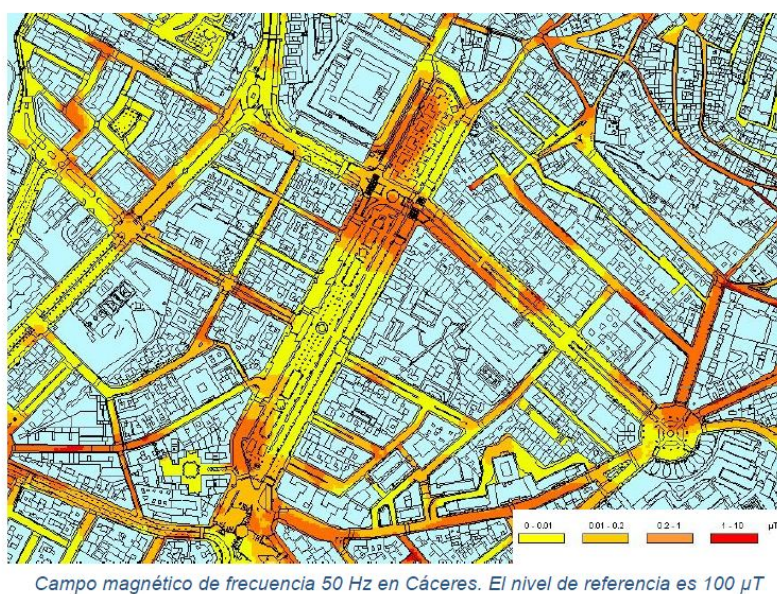 0 - 0.01 0.01 - 0.2 0.2 - 1 1 - 10 µT
Campo magnético de frecuencia 50 Hz en Cáceres. El nivel de referencia es 100 µT